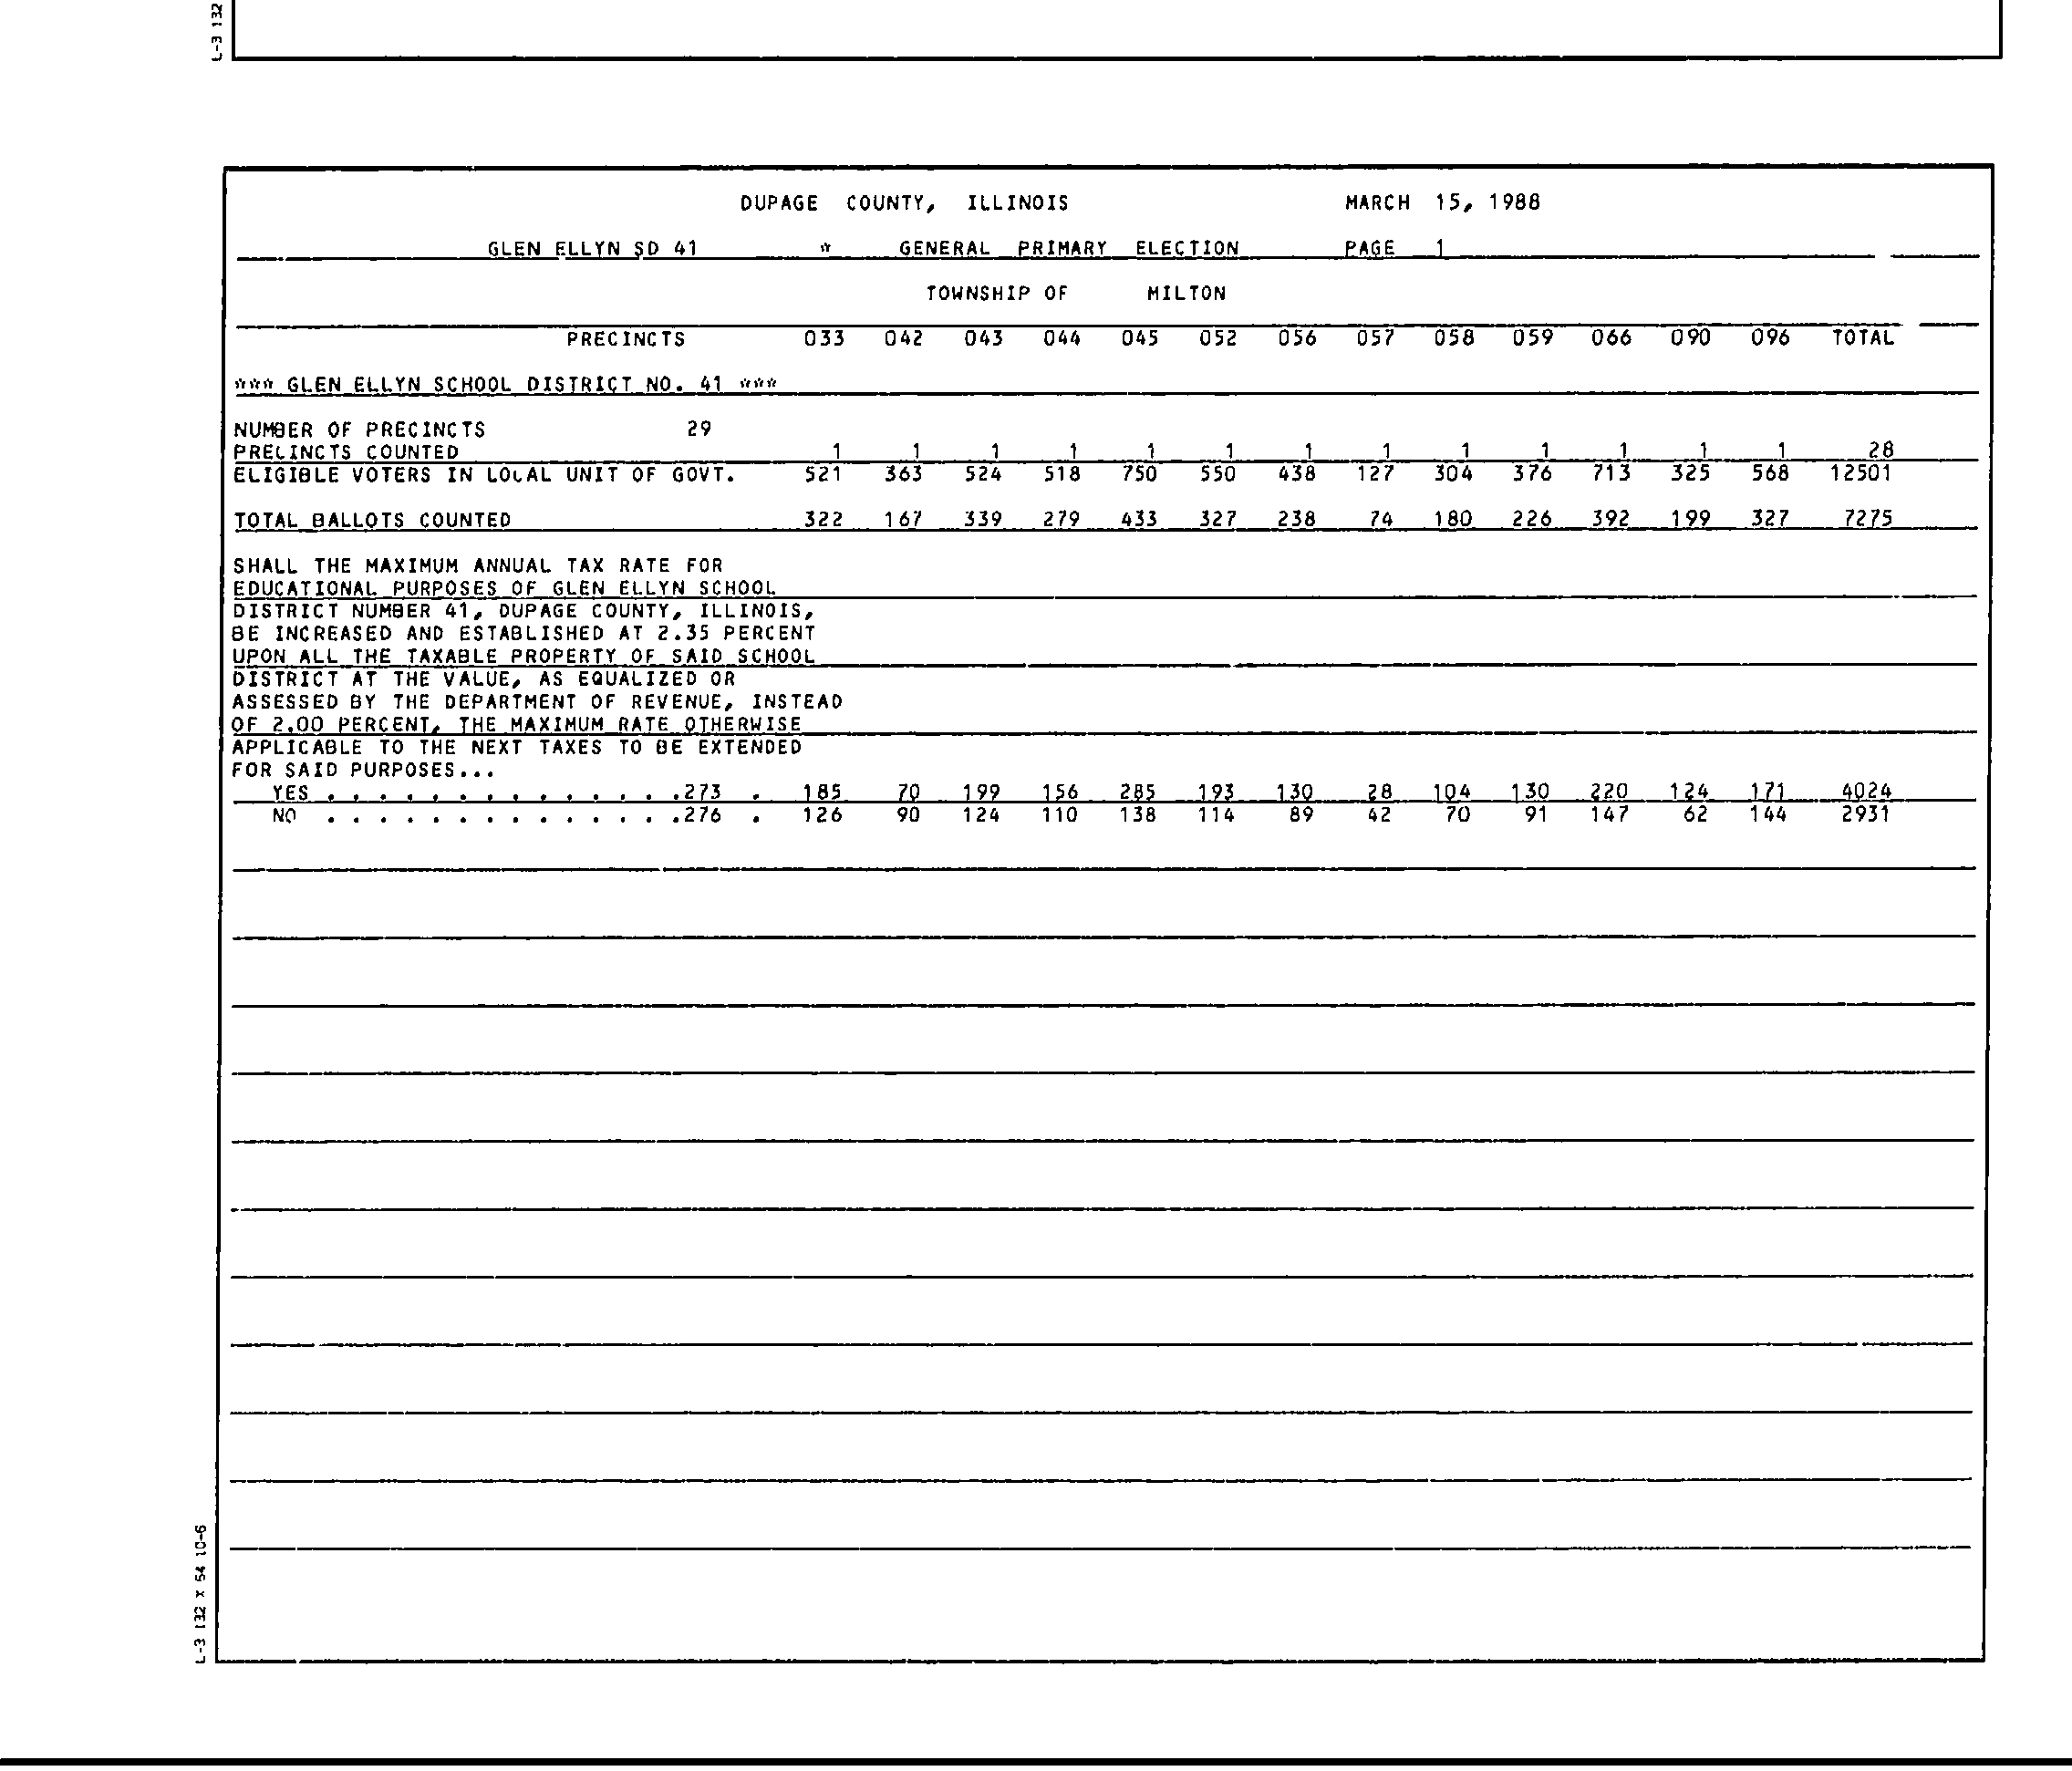 L-3 132
DUPAGE COUNTY, ILLINOIS MARCH 15, 1988
GLEN ELLYN SD 41 * GENERAL PRIMARY ELECTION PAGE 1
TOWNSHIP OF MILTON
PRECINCTS 033 042 043 044 045 052 056 057 058 059 066 090 096 TOTAL
*** GLEN ELLYN SCHOOL DISTRICT NO. 41 ***
NUMBER OF PRECINCTS 29
PRECINCTS COUNTED 1 1 1 1 1 1 1 1 1 1 1 1 1 28
ELIGIBLE VOTERS IN LOCAL UNIT OF GOVT. 521 363 524 518 750 550 438 127 304 376 713 325 568 12501
TOTAL BALLOTS COUNTED 322 167 339 279 433 327 238 74 180 226 392 199 327 7275
SHALL THE MAXIMUM ANNUAL TAX RATE FOR
EDUCATIONAL PURPOSES OF GLEN ELLYN SCHOOL
DISTRICT NUMBER 41, DUPAGE COUNTY, ILLINOIS,
BE INCREASED AND ESTABLISHED AT 2.35 PERCENT
UPON ALL THE TAXABLE PROPERTY OF SAID SCHOOL
DISTRICT AT THE VALUE, AS EQUALIZED OR
ASSESSED BY THE DEPARTMENT OF REVENUE, INSTEAD
OF 2.00 PERCENT, THE MAXIMUM RATE OTHERWISE
APPLICABLE TO THE NEXT TAXES TO BE EXTENDED
FOR SAID PURPOSES...
YES . . . . . . . . . . . . . .273 . 185 70 199 156 285 193 130 28 104 130 220 124 171 4024
NO . . . . . . . . . . . . . .276 . 126 90 124 110 138 114 89 42 70 91 147 62 144 2931
L-3 132 X 64 10-6